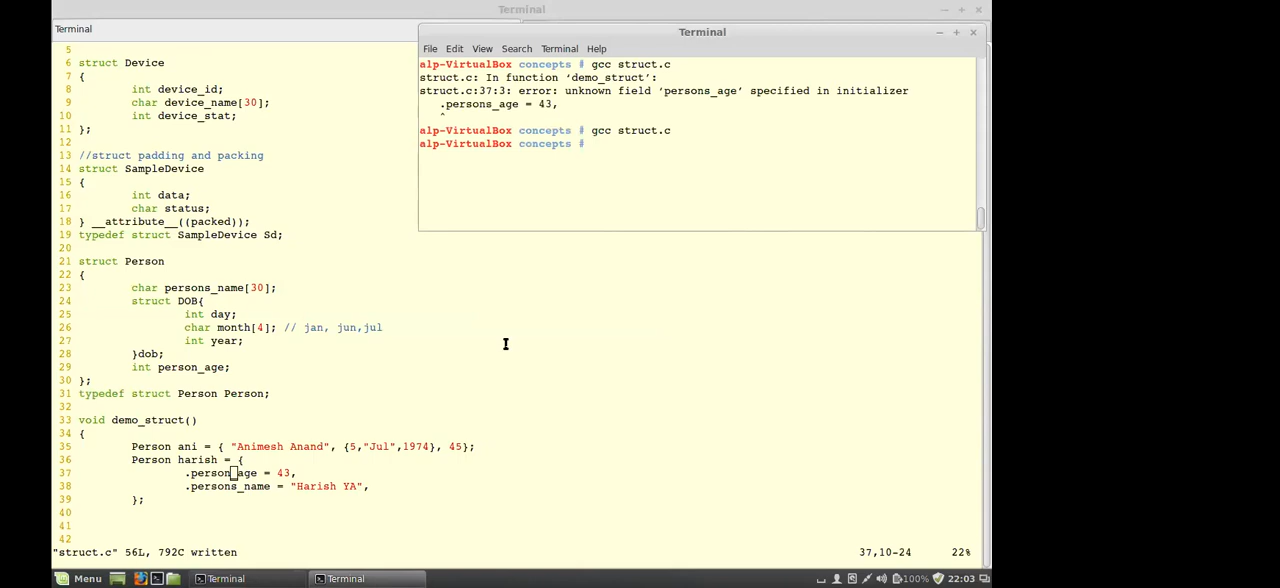 Terminal
Terminal
5
6 struct Device
7 {
8 int device_id;
9 char device_name[30];
10 int device_stat;
11 };
12
13 //struct padding and packing
14 struct SampleDevice
15 {
16 int data;
17 char status;
18 } __attribute__((packed));
19 typedef struct SampleDevice Sd;
20
21 struct Person
22 {
23 char persons_name[30];
24 struct DOB{
25 int day;
26 char month[4]; // jan, jun,jul
27 int year;
28 }dob;
29 int person_age;
30 };
31 typedef struct Person Person;
32
33 void demo_struct()
34 {
35 Person ani = { "Animesh Anand", {5,"Jul",1974}, 45};
36 Person harish = {
37 .person_age = 43,
38 .persons_name = "Harish YA",
39 };
40
41
42
"struct.c" 56L, 792C written 37,10-24 22%
Terminal
File Edit View Search Terminal Help
alp-VirtualBox concepts # gcc struct.c
struct.c: In function ‘demo_struct’:
struct.c:37:3: error: unknown field ‘persons_age’ specified in initializer
.persons_age = 43,
^
alp-VirtualBox concepts # gcc struct.c
alp-VirtualBox concepts #
Menu Terminal Terminal 100% 22:03